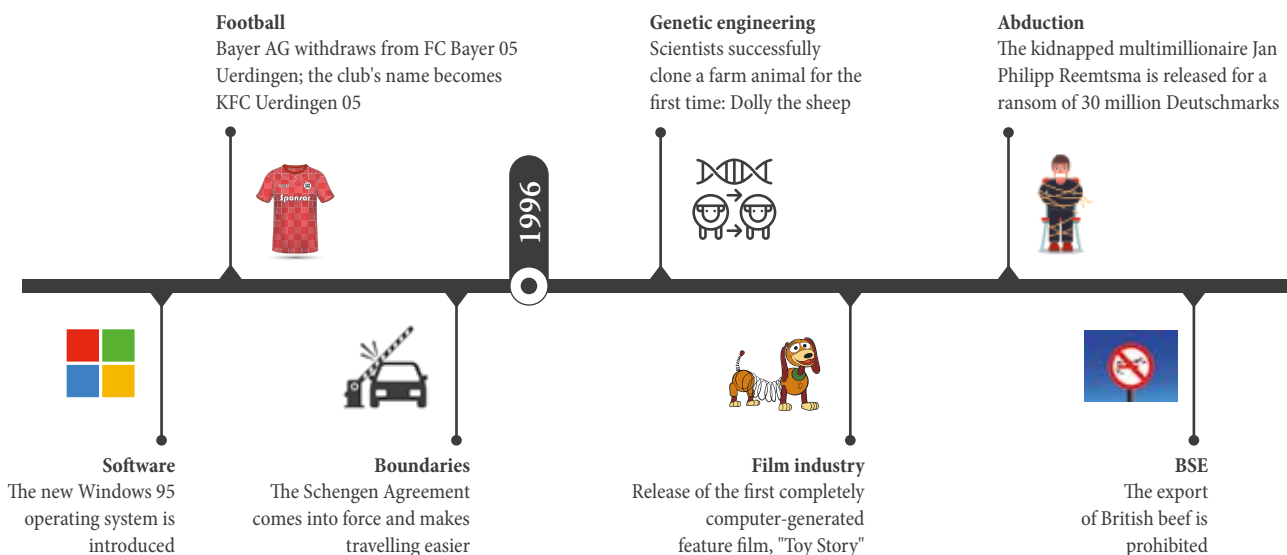 Football
Bayer AG withdraws from FC Bayer 05
Uerdingen; the club's name becomes
KFC Uerdingen 05
Genetic engineering
Scientists successfully
clone a farm animal for the
first time: Dolly the sheep
Abduction
The kidnapped multimillionaire Jan
Philipp Reemtsma is released for a
ransom of 30 million Deutschmarks
Sponsor
1996
Software
The new Windows 95
operating system is
introduced
Boundaries
The Schengen Agreement
comes into force and makes
travelling easier
Film industry
Release of the first completely
computer-generated
feature film, "Toy Story"
BSE
The export
of British beef is
prohibited